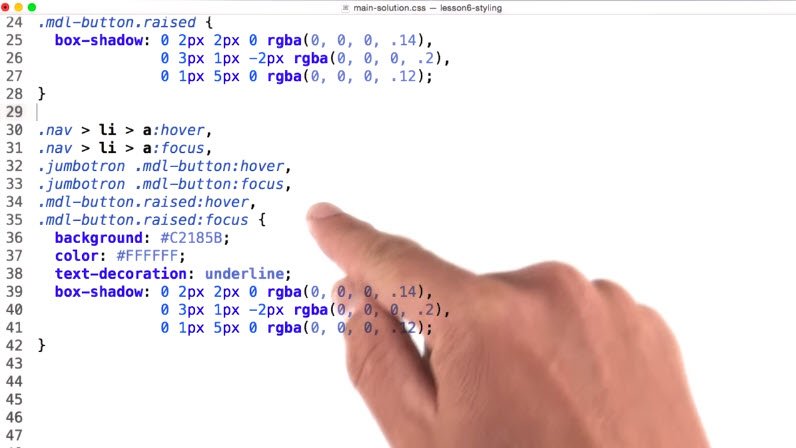 main-solution.css — lesson6-styling
24 .mdl-button.raised {
25 box-shadow: 0 2px 2px 0 rgba(0, 0, 0, .14),
26 0 3px 1px -2px rgba(0, 0, 0, .2),
27 0 1px 5px 0 rgba(0, 0, 0, .12);
28 }
29
30 .nav > li > a:hover,
31 .nav > li > a:focus,
32 .jumbotron .mdl-button:hover,
33 .jumbotron .mdl-button:focus,
34 .mdl-button.raised:hover,
35 .mdl-button.raised:focus {
36 background: #C2185B;
37 color: #FFFFFF;
38 text-decoration: underline;
39 box-shadow: 0 2px 2px 0 rgba(0, 0, 0, .14),
40 0 3px 1px -2px rgba(0, 0, 0, .2),
41 0 1px 5px 0 rgba(0, 0, 0, .12);
42 }
43
44
45
46
47